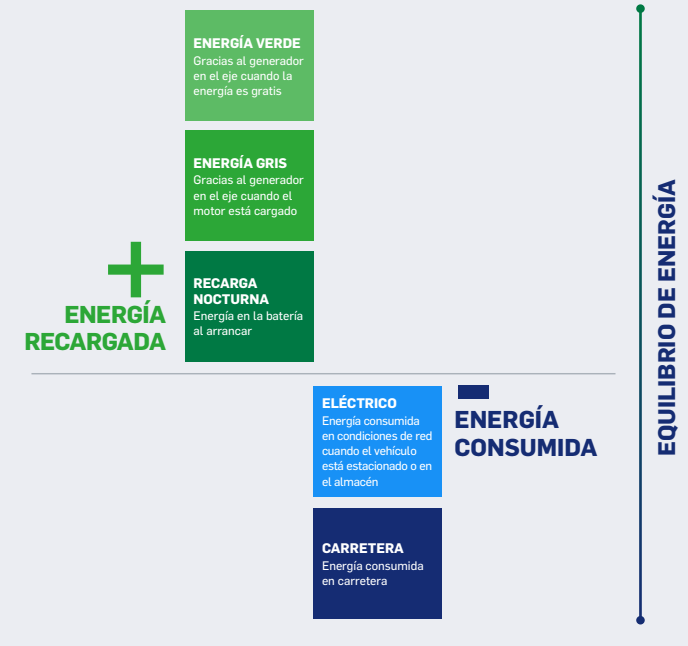 ENERGÍA VERDE
Gracias al generador
en el eje cuando la
energía es gratis
ENERGÍA GRIS
Gracias al generador
en el eje cuando el
motor está cargado
RECARGA
NOCTURNA
Energía en la batería
al arrancar
+
ENERGÍA
RECARGADA
ELÉCTRICO
Energía consumida
en condiciones de red
cuando el vehículo
está estacionado o en
el almacén
CARRETERA
Energía consumida
en carretera
-
ENERGÍA
CONSUMIDA
EQUILIBRIO DE ENERGÍA